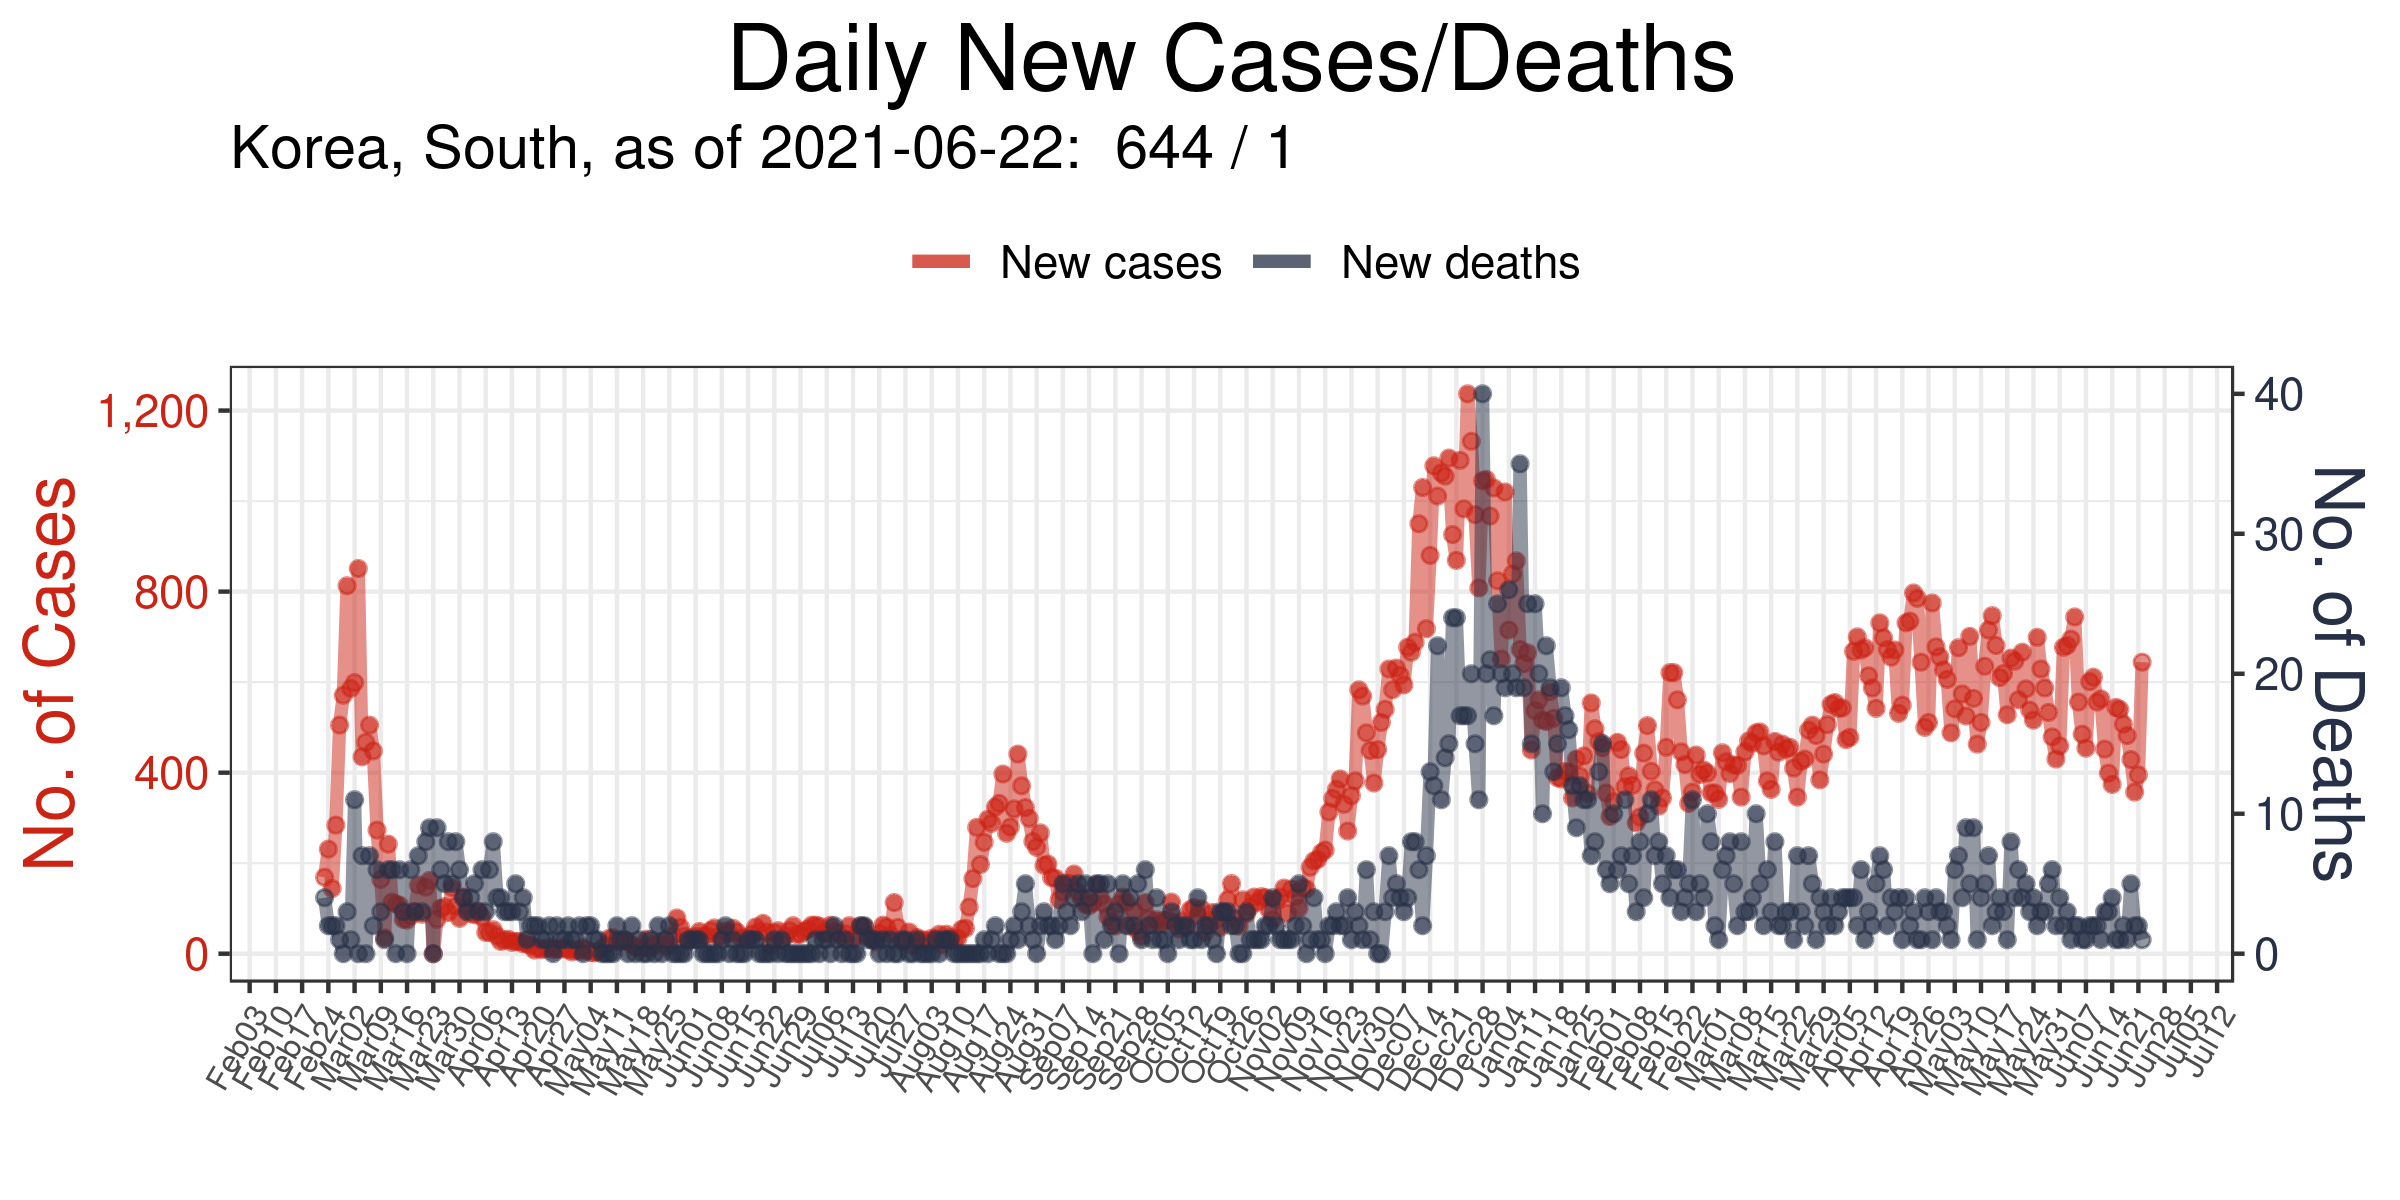 Daily New Cases/Deaths
Korea, South, as of 2021-06-22:  644 / 1
New cases
New deaths
No. of Cases
1,200
800
400
0
40
30
20
10
0
No. of Deaths
Feb03
Feb10
Feb17
Feb24
Mar02
Mar09
Mar16
Mar23
Mar30
Apr06
Apr13
Apr20
Apr27
May04
May11
May18
May25
Jun01
Jun08
Jun15
Jun22
Jun29
Jul06
Jul13
Jul20
Jul27
Aug03
Aug10
Aug17
Aug24
Aug31
Sep07
Sep14
Sep21
Sep28
Oct05
Oct12
Oct19
Oct26
Nov02
Nov09
Nov16
Nov23
Nov30
Dec07
Dec14
Dec21
Dec28
Jan04
Jan11
Jan18
Jan25
Feb01
Feb08
Feb15
Feb22
Mar01
Mar08
Mar15
Mar22
Mar29
Apr05
Apr12
Apr19
Apr26
May03
May10
May17
May24
May31
Jun07
Jun14
Jun21
Jun28
Jul05
Jul12